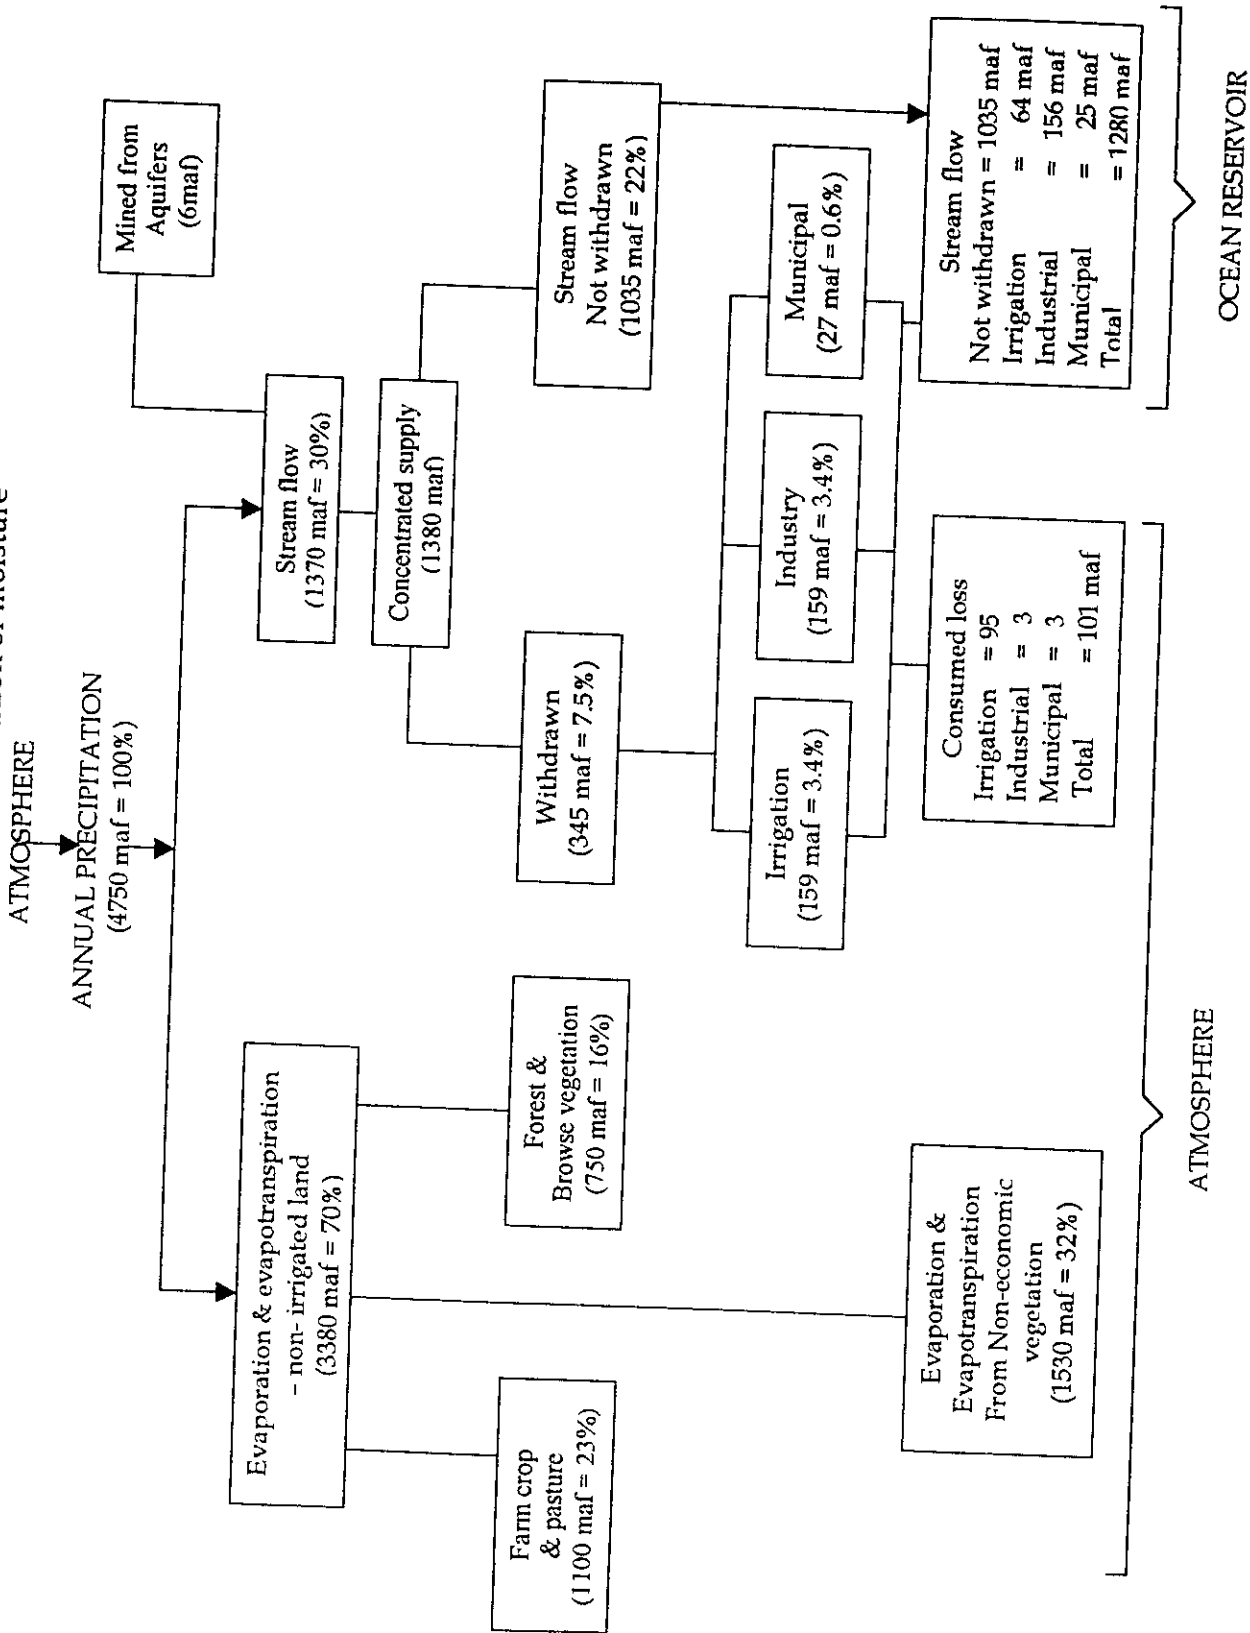 of moisture
ATMOSPHERE
ANNUAL PRECIPITATION
(4750 maf = 100%)
Mined from
Aquifers
(6maf)
Evaporation & evapotranspiration
– non- irrigated land
(3380 maf = 70%)
Stream flow
(1370 maf = 30%)
Concentrated supply
(1380 maf)
Farm crop
& pasture
(1100 maf = 23%)
Forest &
Browse vegetation
(750 maf = 16%)
Withdrawn
(345 maf = 7.5%)
Stream flow
Not withdrawn
(1035 maf = 22%)
Irrigation
(159 maf = 3.4%)
Industry
(159 maf = 3.4%)
Municipal
(27 maf = 0.6%)
Evaporation &
Evapotranspiration
From Non-economic
vegetation
(1530 maf = 32%)
Consumed loss
Irrigation = 95
Industrial = 3
Municipal = 3
Total = 101 maf
Stream flow
Not withdrawn = 1035 maf
Irrigation = 64 maf
Industrial = 156 maf
Municipal = 25 maf
Total = 1280 maf
ATMOSPHERE
OCEAN RESERVOIR